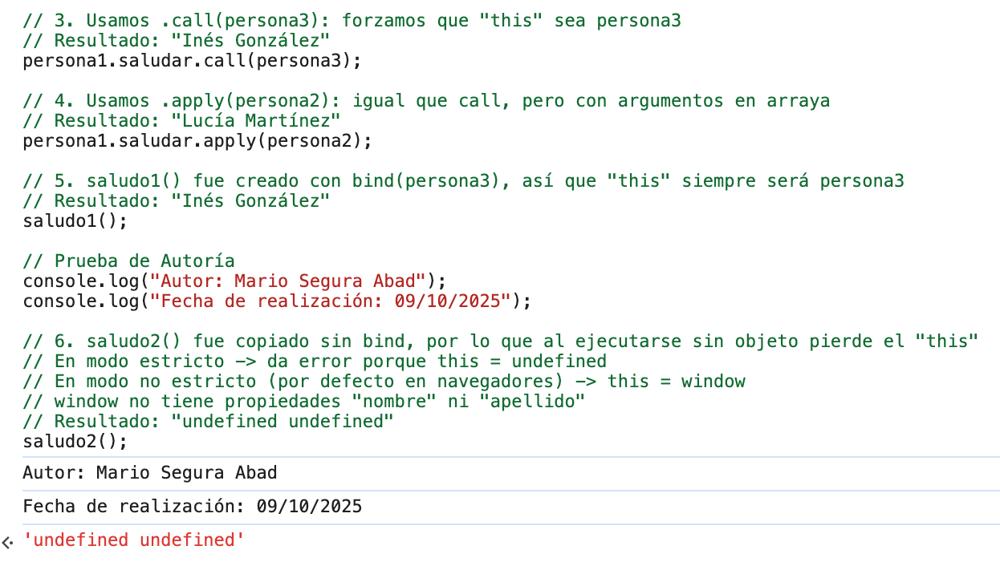 // 3. Usamos .call(persona3): forzamos que "this" sea persona3
// Resultado: "Inés González"
persona1.saludar.call(persona3);
// 4. Usamos .apply(persona2): igual que call, pero con argumentos en arraya
// Resultado: "Lucía Martínez"
persona1.saludar.apply(persona2);
// 5. saludo1() fue creado con bind(persona3), así que "this" siempre será persona3
// Resultado: "Inés González"
saludo1();
// Prueba de Autoría
console.log("Autor: Mario Segura Abad");
console.log("Fecha de realización: 09/10/2025");
// 6. saludo2() fue copiado sin bind, por lo que al ejecutarse sin objeto pierde el "this"
// En modo estricto -> da error porque this = undefined
// En modo no estricto (por defecto en navegadores) -> this = window
// window no tiene propiedades "nombre" ni "apellido"
// Resultado: "undefined undefined"
saludo2();
Autor: Mario Segura Abad
Fecha de realización: 09/10/2025
'undefined undefined'